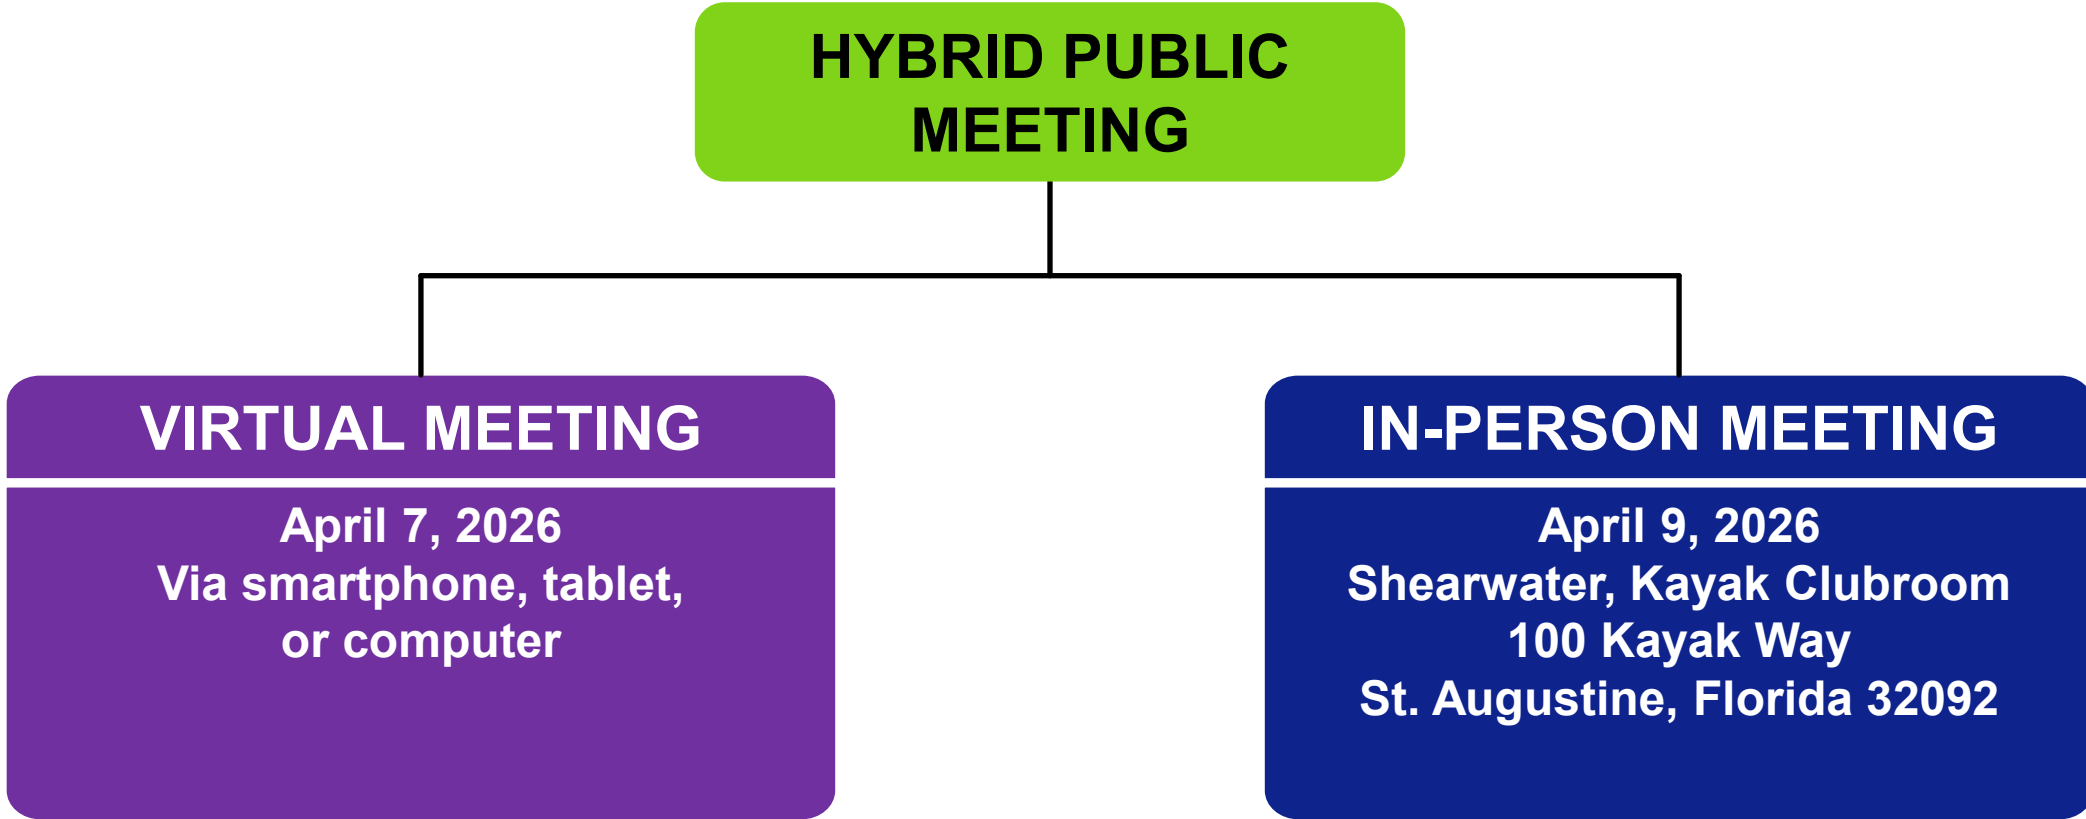 HYBRID PUBLIC
MEETING
VIRTUAL MEETING
April 7, 2026
Via smartphone, tablet,
or computer
IN-PERSON MEETING
April 9, 2026
Shearwater, Kayak Clubroom
100 Kayak Way
St. Augustine, Florida 32092